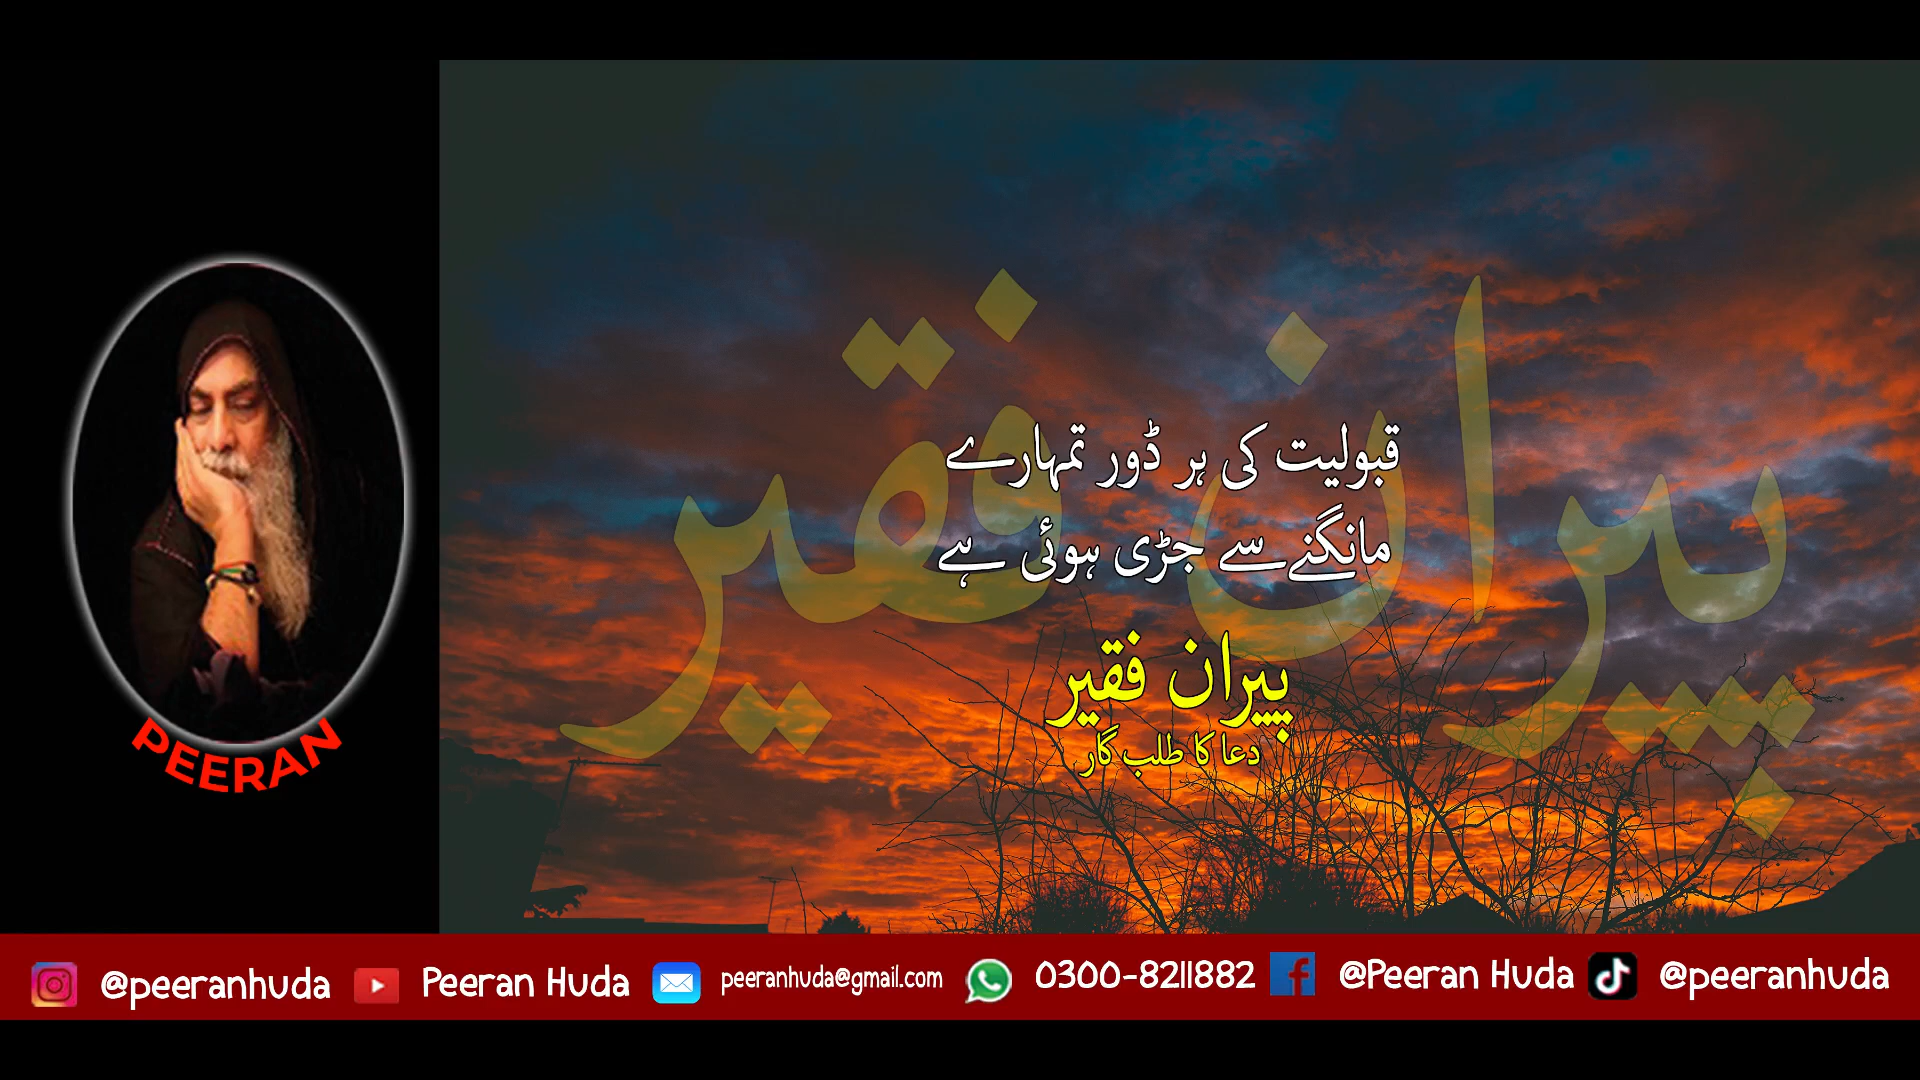 پیران فقیر
قبولیت کی ہر ڈور تمہارے
مانگنے سے جڑی ہوئی ہے
پیران فقیر
دعا کا طلب گار
PEERAN
@peeranhuda Peeran Huda peeranhuda@gmail.com 0300-8211882 @Peeran Huda @peeranhuda